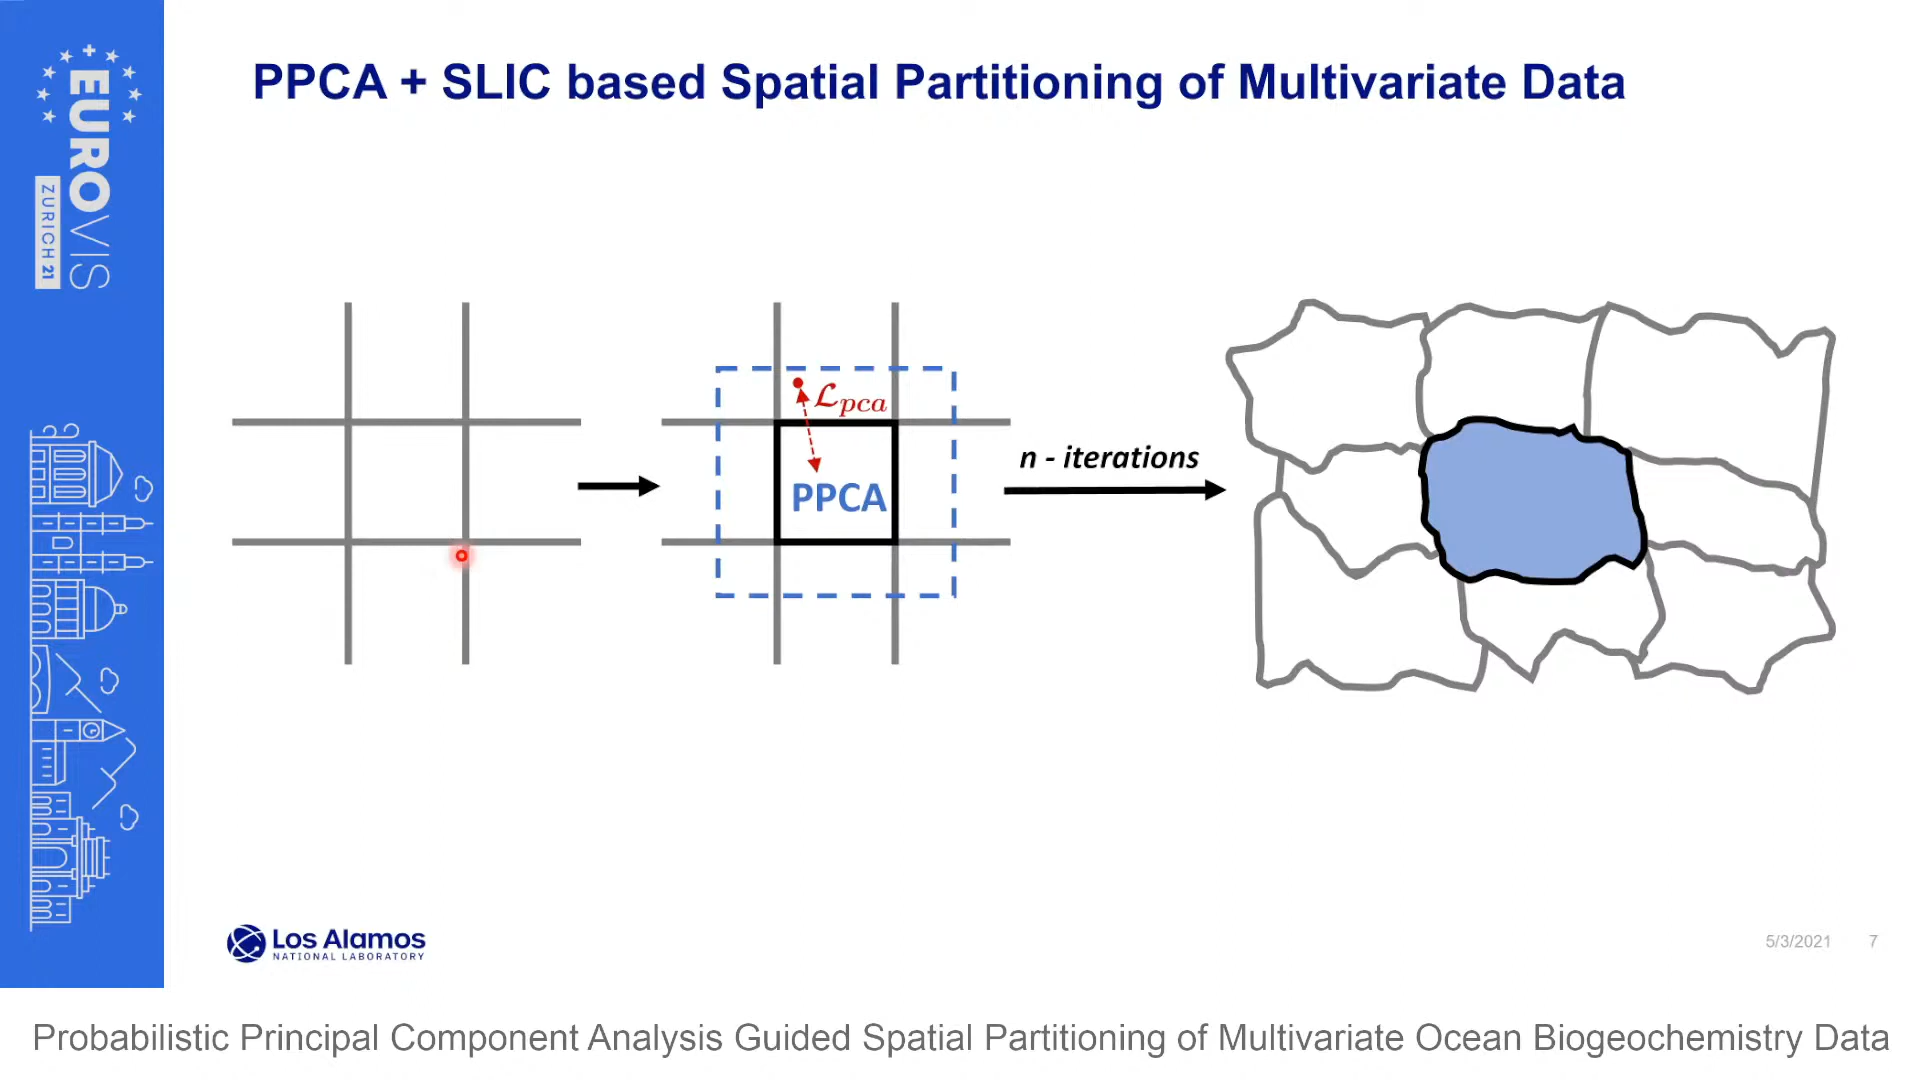 PPCA + SLIC based Spatial Partitioning of Multivariate Data
EUROVIS
ZURICH 21
ℒpca
PPCA
n - iterations
Los Alamos
NATIONAL LABORATORY
5/3/2021 7
Probabilistic Principal Component Analysis Guided Spatial Partitioning of Multivariate Ocean Biogeochemistry Data